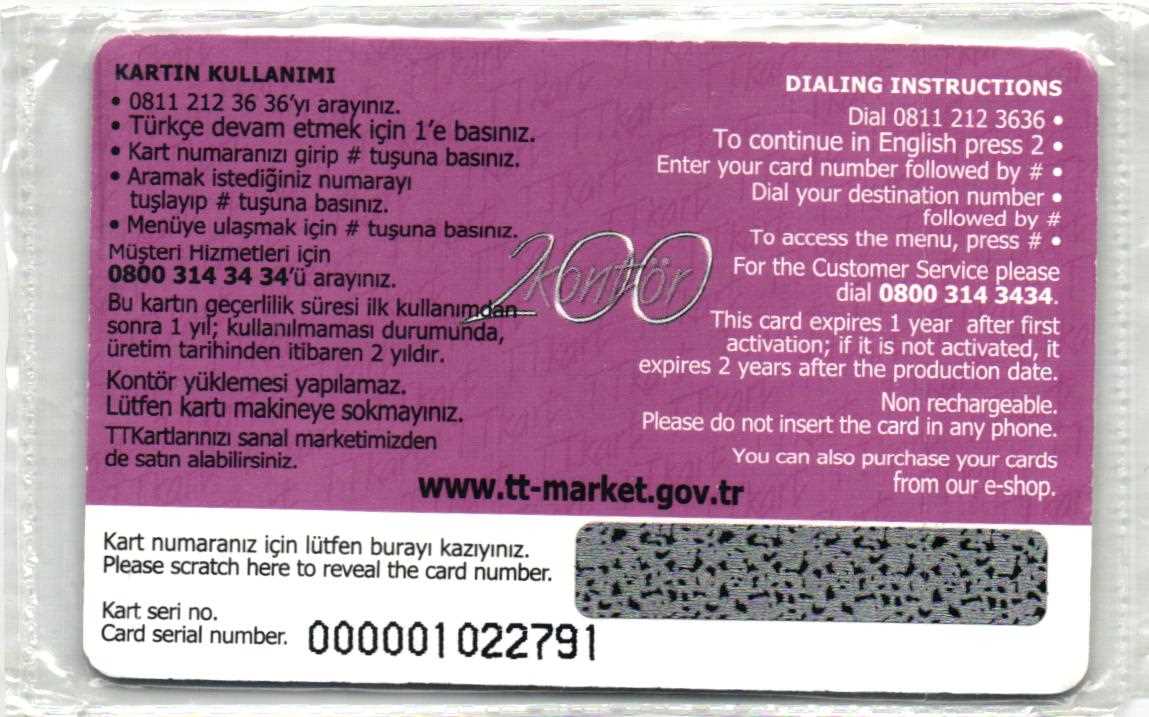 KARTIN KULLANIMI
• 0811 212 36 36'yı arayınız.
• Türkçe devam etmek için 1'e basınız.
• Kart numaranızı girip # tuşuna basınız.
• Aramak istediğiniz numarayı
tuşlayıp # tuşuna basınız.
• Menüye ulaşmak için # tuşuna basınız.
Müşteri Hizmetleri için
0800 314 34 34'ü arayınız.
Bu kartın geçerlilik süresi ilk kullanımdan
sonra 1 yıl; kullanılmaması durumunda,
üretim tarihinden itibaren 2 yıldır.
Kontör yüklemesi yapılamaz.
Lütfen kartı makineye sokmayınız.
TTKartlarınızı sanal marketimizden
de satın alabilirsiniz.
200
kontör
DIALING INSTRUCTIONS
Dial 0811 212 3636 •
To continue in English press 2 •
Enter your card number followed by # •
Dial your destination number •
followed by #
To access the menu, press # •
For the Customer Service please
dial 0800 314 3434.
This card expires 1 year after first
activation; if it is not activated, it
expires 2 years after the production date.
Non rechargeable.
Please do not insert the card in any phone.
You can also purchase your cards
from our e-shop.
www.tt-market.gov.tr
Kart numaranız için lütfen burayı kazıyınız.
Please scratch here to reveal the card number.
Kart seri no.
Card serial number. 000001022791